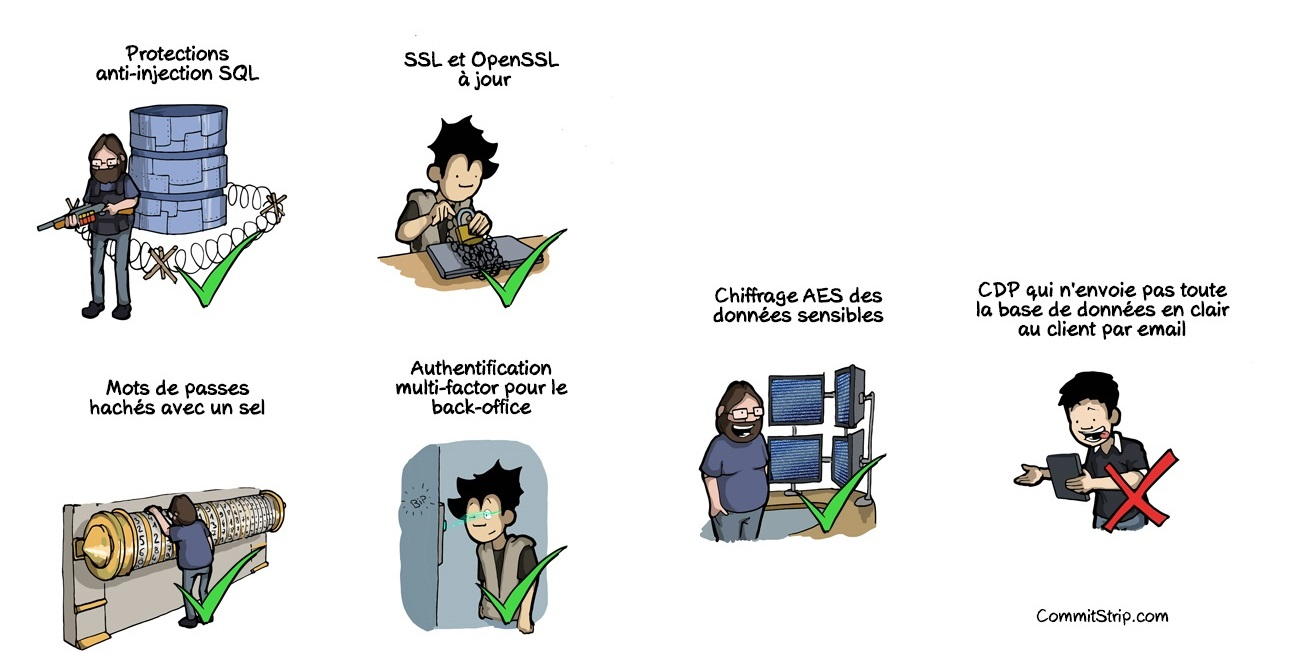 Protections
anti-injection SQL
SSL et OpenSSL
à jour
Mots de passes
hachés avec un sel
Authentification
multi-factor pour le
back-office
BiP
Chiffrage AES des
données sensibles
CDP qui n'envoie pas toute
la base de données en clair
au client par email
CommitStrip.com